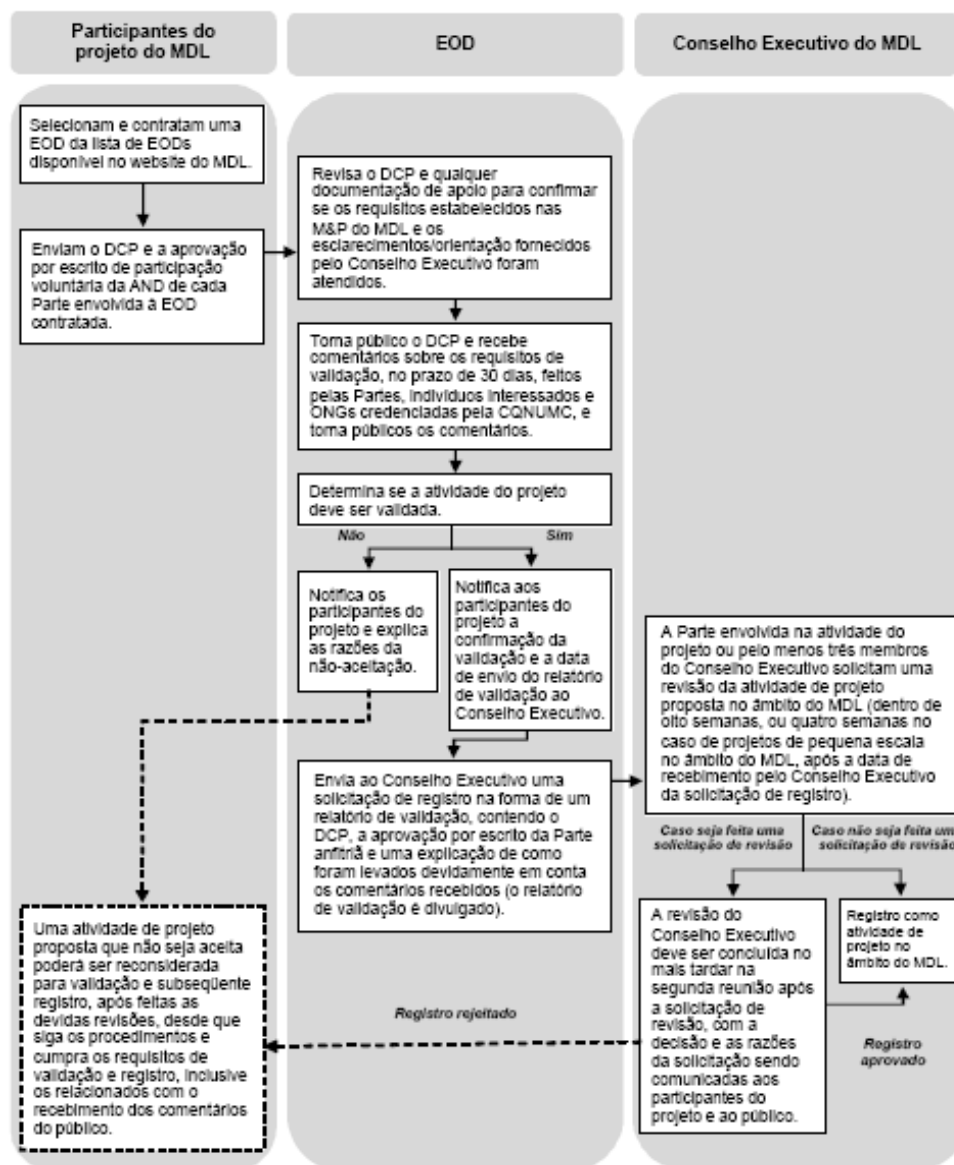 Participantes do
projeto do MDL
EOD
Conselho Executivo do MDL
Selecionam e contratam uma
EOD da lista de EODs
disponível no website do MDL.
Enviam o DCP e a aprovação
por escrito de participação
voluntária da AND de cada
Parte envolvida à EOD
contratada.
Revisa o DCP e qualquer
documentação de apoio para confirmar
se os requisitos estabelecidos nas
M&P do MDL e os
esclarecimentos/orientação fornecidos
pelo Conselho Executivo foram
atendidos.
Torna público o DCP e recebe
comentários sobre os requisitos de
validação, no prazo de 30 dias, feitos
pelas Partes, indivíduos interessados e
ONGs credenciadas pela CQNUMC, e
torna públicos os comentários.
Determina se a atividade do projeto
deve ser validada.
Não
Sim
Notifica os
participantes do
projeto e explica
as razões da
não-aceitação.
Notifica aos
participantes do
projeto a
confirmação da
validação e a data
de envio do relatório
de validação ao
Conselho Executivo.
Envia ao Conselho Executivo uma
solicitação de registro na forma de um
relatório de validação, contendo o
DCP, a aprovação por escrito da Parte
anfitriã e uma explicação de como
foram levados devidamente em conta
os comentários recebidos (o relatório
de validação é divulgado).
A Parte envolvida na atividade do
projeto ou pelo menos três membros
do Conselho Executivo solicitam uma
revisão da atividade de projeto
proposta no âmbito do MDL (dentro de
oito semanas, ou quatro semanas no
caso de projetos de pequena escala
no âmbito do MDL, após a data de
recebimento pelo Conselho Executivo
da solicitação de registro).
Caso seja feita uma
solicitação de revisão
Caso não seja feita um
solicitação de revisão
A revisão do
Conselho Executivo
deve ser concluída no
mais tardar na
segunda reunião após
a solicitação de
revisão, com a
decisão e as razões
da solicitação sendo
comunicadas aos
participantes do
projeto e ao público.
Registro como
atividade de
projeto no
âmbito do MDL.
Registro
aprovado
Registro rejeitado
Uma atividade de projeto
proposta que não seja aceita
poderá ser reconsiderada
para validação e subseqüente
registro, após feitas as
devidas revisões, desde que
siga os procedimentos e
cumpra os requisitos de
validação e registro, inclusive
os relacionados com o
recebimento dos comentários
do público.